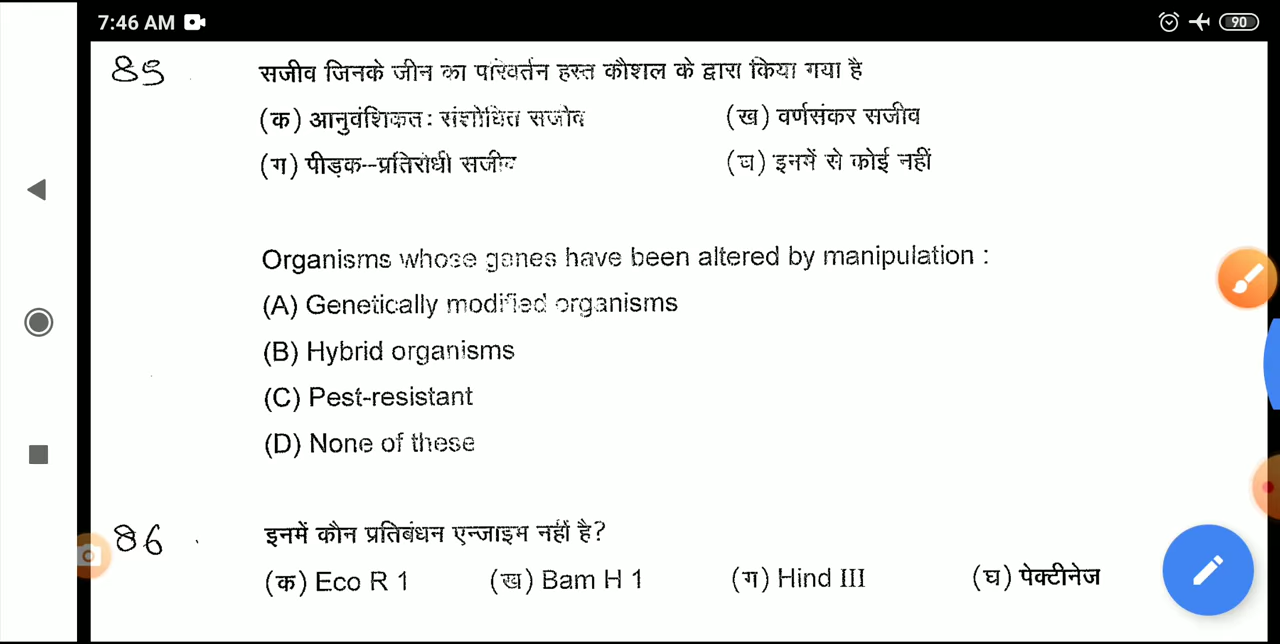 7:46 AM
90
85
सजीव जिनके जीन का परिवर्तन हस्त कौशल के द्वारा किया गया है
(क) आनुवंशिकतः संशोधित सजीव (ख) वर्णसंकर सजीव
(ग) पीड़क--प्रतिरोधी सजीव (घ) इनमें से कोई नहीं
Organisms whose genes have been altered by manipulation :
(A) Genetically modified organisms
(B) Hybrid organisms
(C) Pest-resistant
(D) None of these
86 . इनमें कौन प्रतिबंधन एन्जाइम नहीं है?
(क) Eco R 1 (ख) Bam H 1 (ग) Hind III (घ) पेक्टीनेज